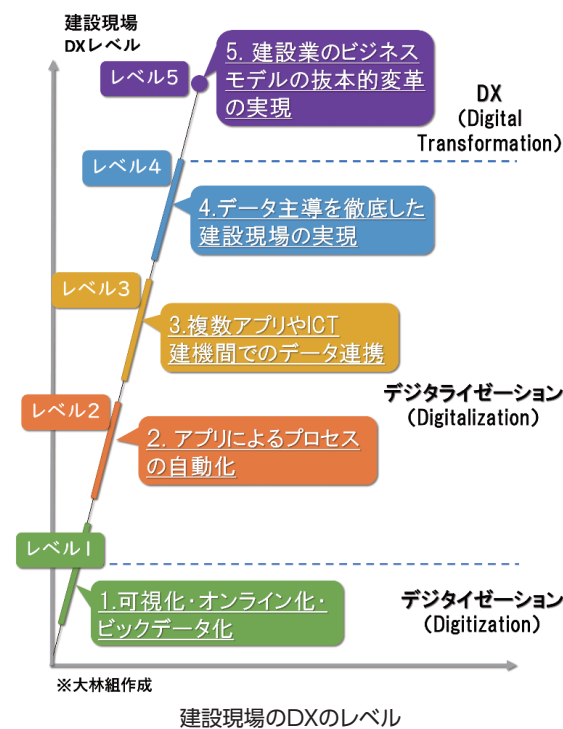 建設現場
DXレベル
レベル5
5. 建設業のビジネス
モデルの抜本的変革
の実現
DX
(Digital
Transformation)
レベル4
4.データ主導を徹底した
建設現場の実現
レベル3
3.複数アプリやICT
建機間でのデータ連携
デジタライゼーション
(Digitalization)
レベル2
2. アプリによるプロセス
の自動化
レベル1
1.可視化・オンライン化・
ビックデータ化
デジタイゼーション
(Digitization)
※大林組作成
建設現場のDXのレベル